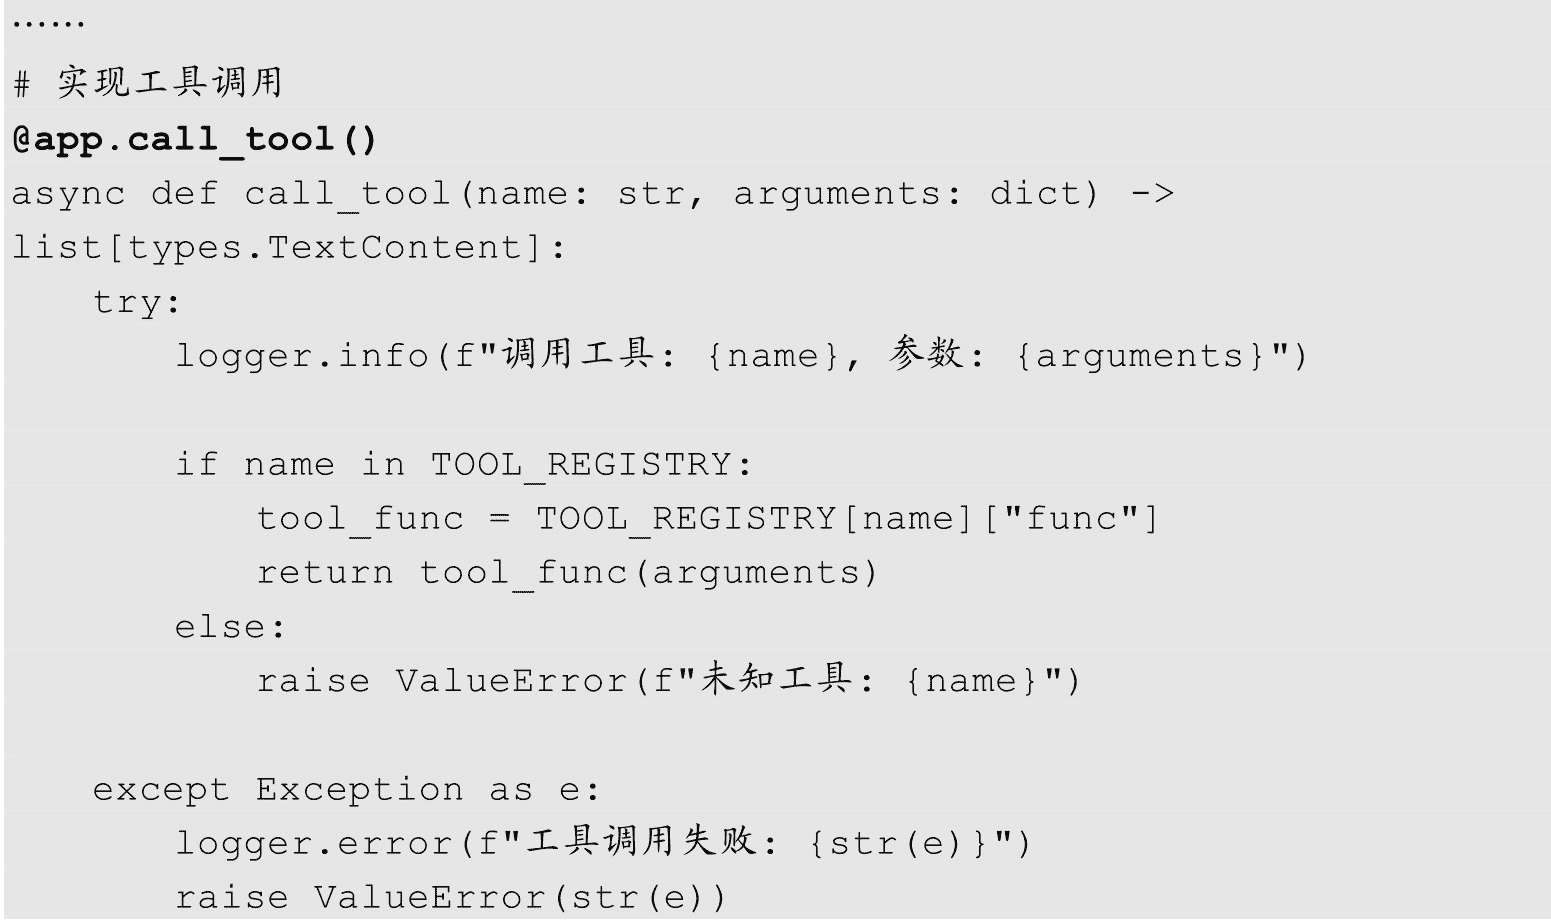 ……
# 实现工具调用
@app.call_tool()
async def call_tool(name: str, arguments: dict) ->
list[types.TextContent]:
    try:
        logger.info(f"调用工具: {name}, 参数: {arguments}")
        if name in TOOL_REGISTRY:
            tool_func = TOOL_REGISTRY[name]["func"]
            return tool_func(arguments)
        else:
            raise ValueError(f"未知工具: {name}")
    except Exception as e:
        logger.error(f"工具调用失败: {str(e)}")
        raise ValueError(str(e))